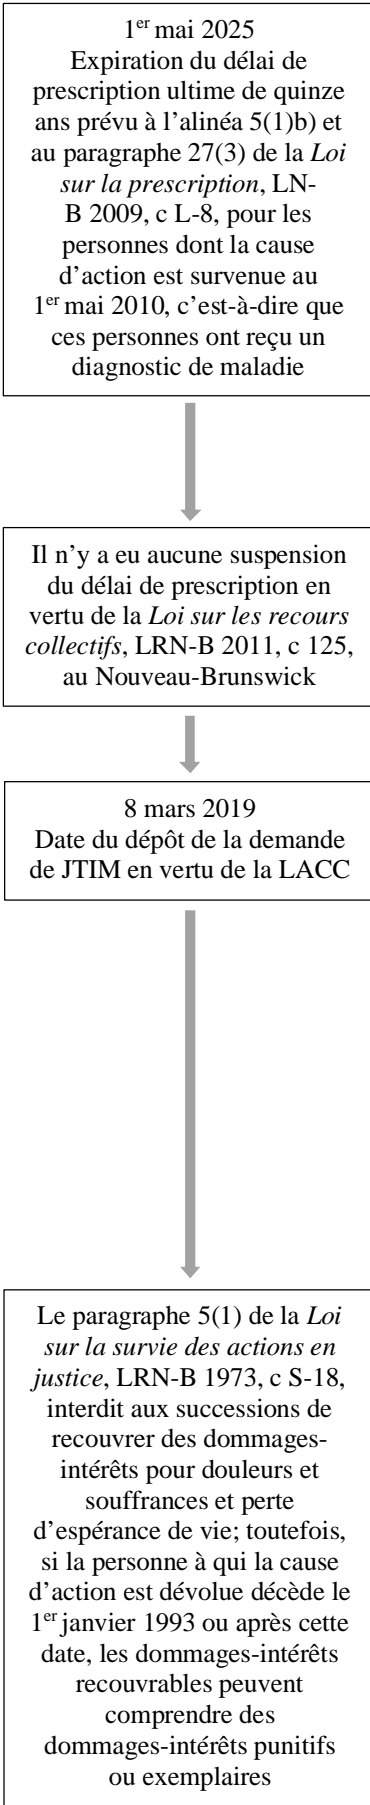 1er mai 2025
Expiration du délai de
prescription ultime de quinze
ans prévu à l’alinéa 5(1)b) et
au paragraphe 27(3) de la Loi
sur la prescription, LN-
B 2009, c L-8, pour les
personnes dont la cause
d’action est survenue au
1er mai 2010, c’est-à-dire que
ces personnes ont reçu un
diagnostic de maladie
Il n’y a eu aucune suspension
du délai de prescription en
vertu de la Loi sur les recours
collectifs, LRN-B 2011, c 125,
au Nouveau-Brunswick
8 mars 2019
Date du dépôt de la demande
de JTIM en vertu de la LACC
Le paragraphe 5(1) de la Loi
sur la survie des actions en
justice, LRN-B 1973, c S-18,
interdit aux successions de
recouvrer des dommages-
intérêts pour douleurs et
souffrances et perte
d’espérance de vie; toutefois,
si la personne à qui la cause
d’action est dévolue décède le
1er janvier 1993 ou après cette
date, les dommages-intérêts
recouvrables peuvent
comprendre des
dommages-intérêts punitifs
ou exemplaires